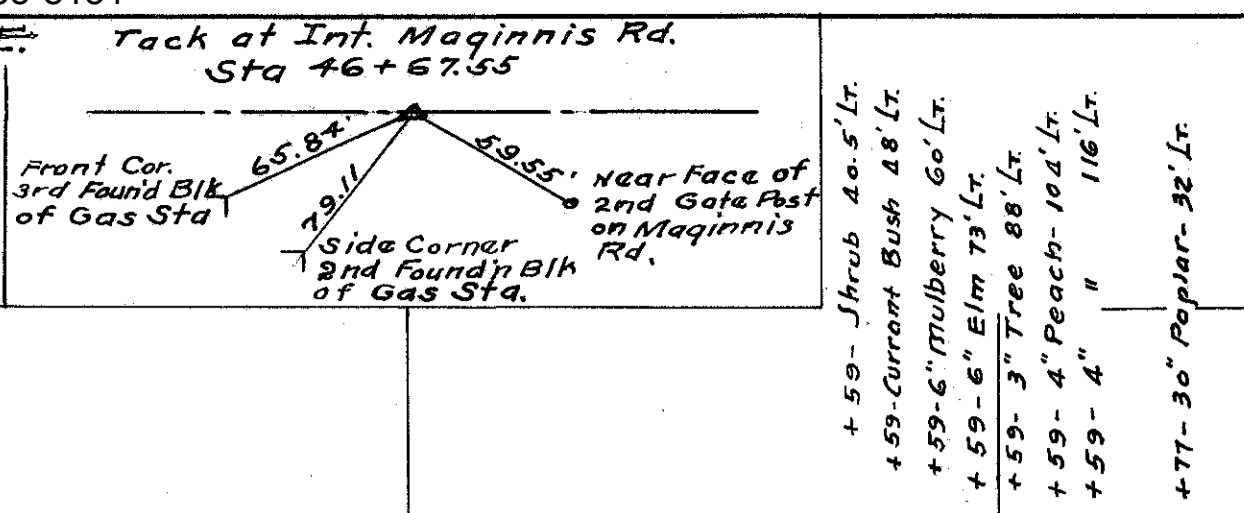 Tack at Int. Maginnis Rd.
Sta 46+67.55
65.84'
79.11
59.55'
Front Cor.
3rd Found'd Blk
of Gas Sta
Side Corner
2nd Found'n Blk
of Gas Sta.
Near Face of
2nd Gate Post
on Maginnis
Rd.
+59- Shrub 40.5' Lt.
+59-Currant Bush 48' Lt.
+59-6" Mulberry 60' Lt.
+59-6" Elm 73' Lt.
+59- 3" Tree 88' Lt.
+59- 4" Peach- 104' Lt.
+59- 4" " 116' Lt.
+77- 30" Poplar- 32' Lt.